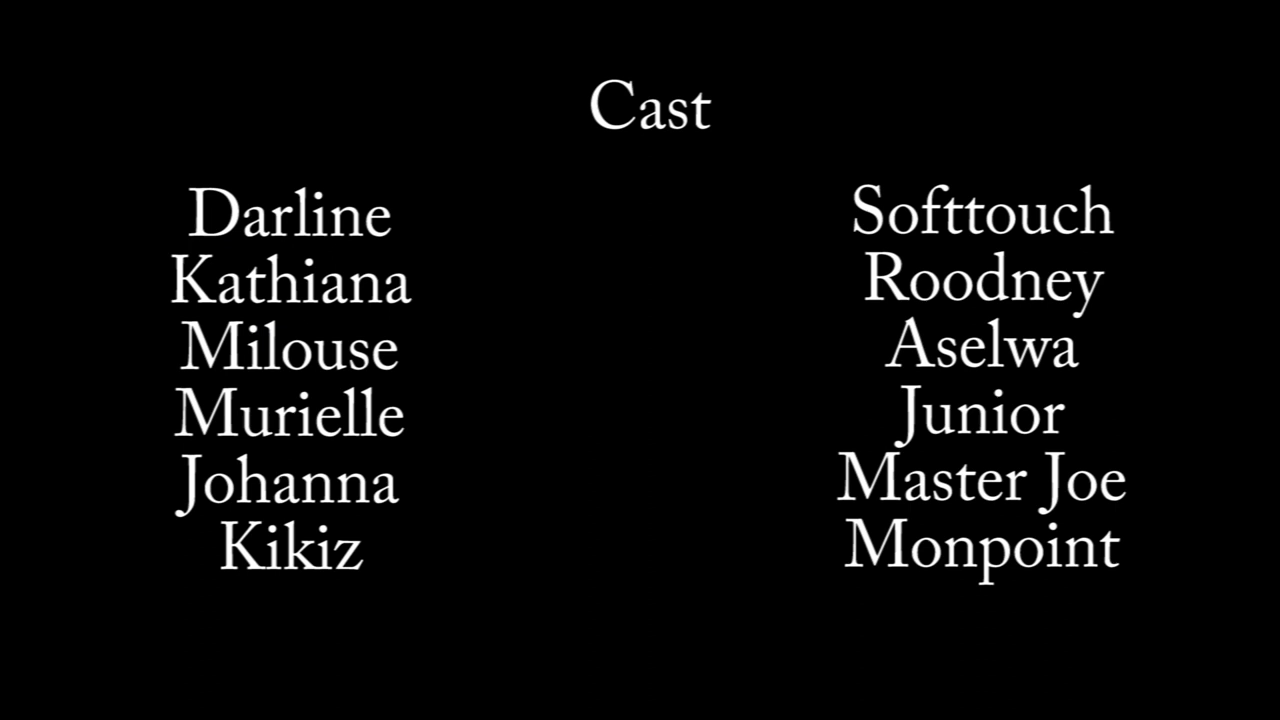 Cast
Darline
Kathiana
Milouse
Murielle
Johanna
Kikiz
Softtouch
Roodney
Aselwa
Junior
Master Joe
Monpoint